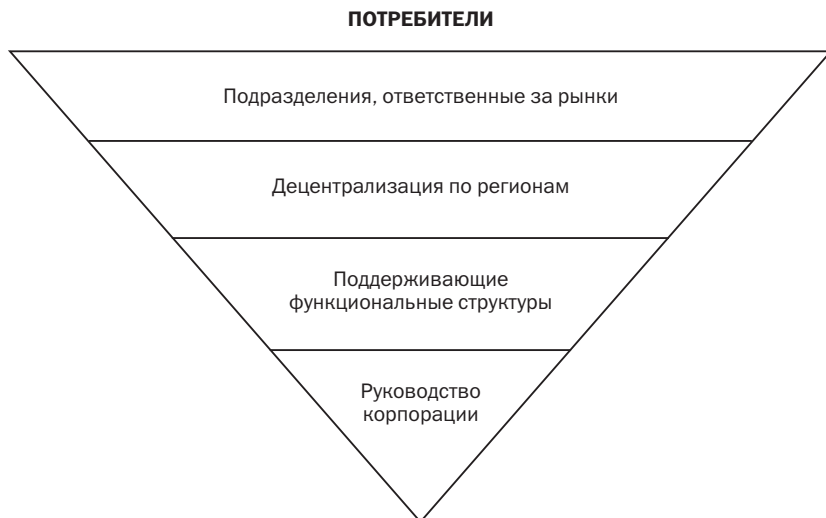 ПОТРЕБИТЕЛИ
Подразделения, ответственные за рынки
Децентрализация по регионам
Поддерживающие
функциональные структуры
Руководство
корпорации